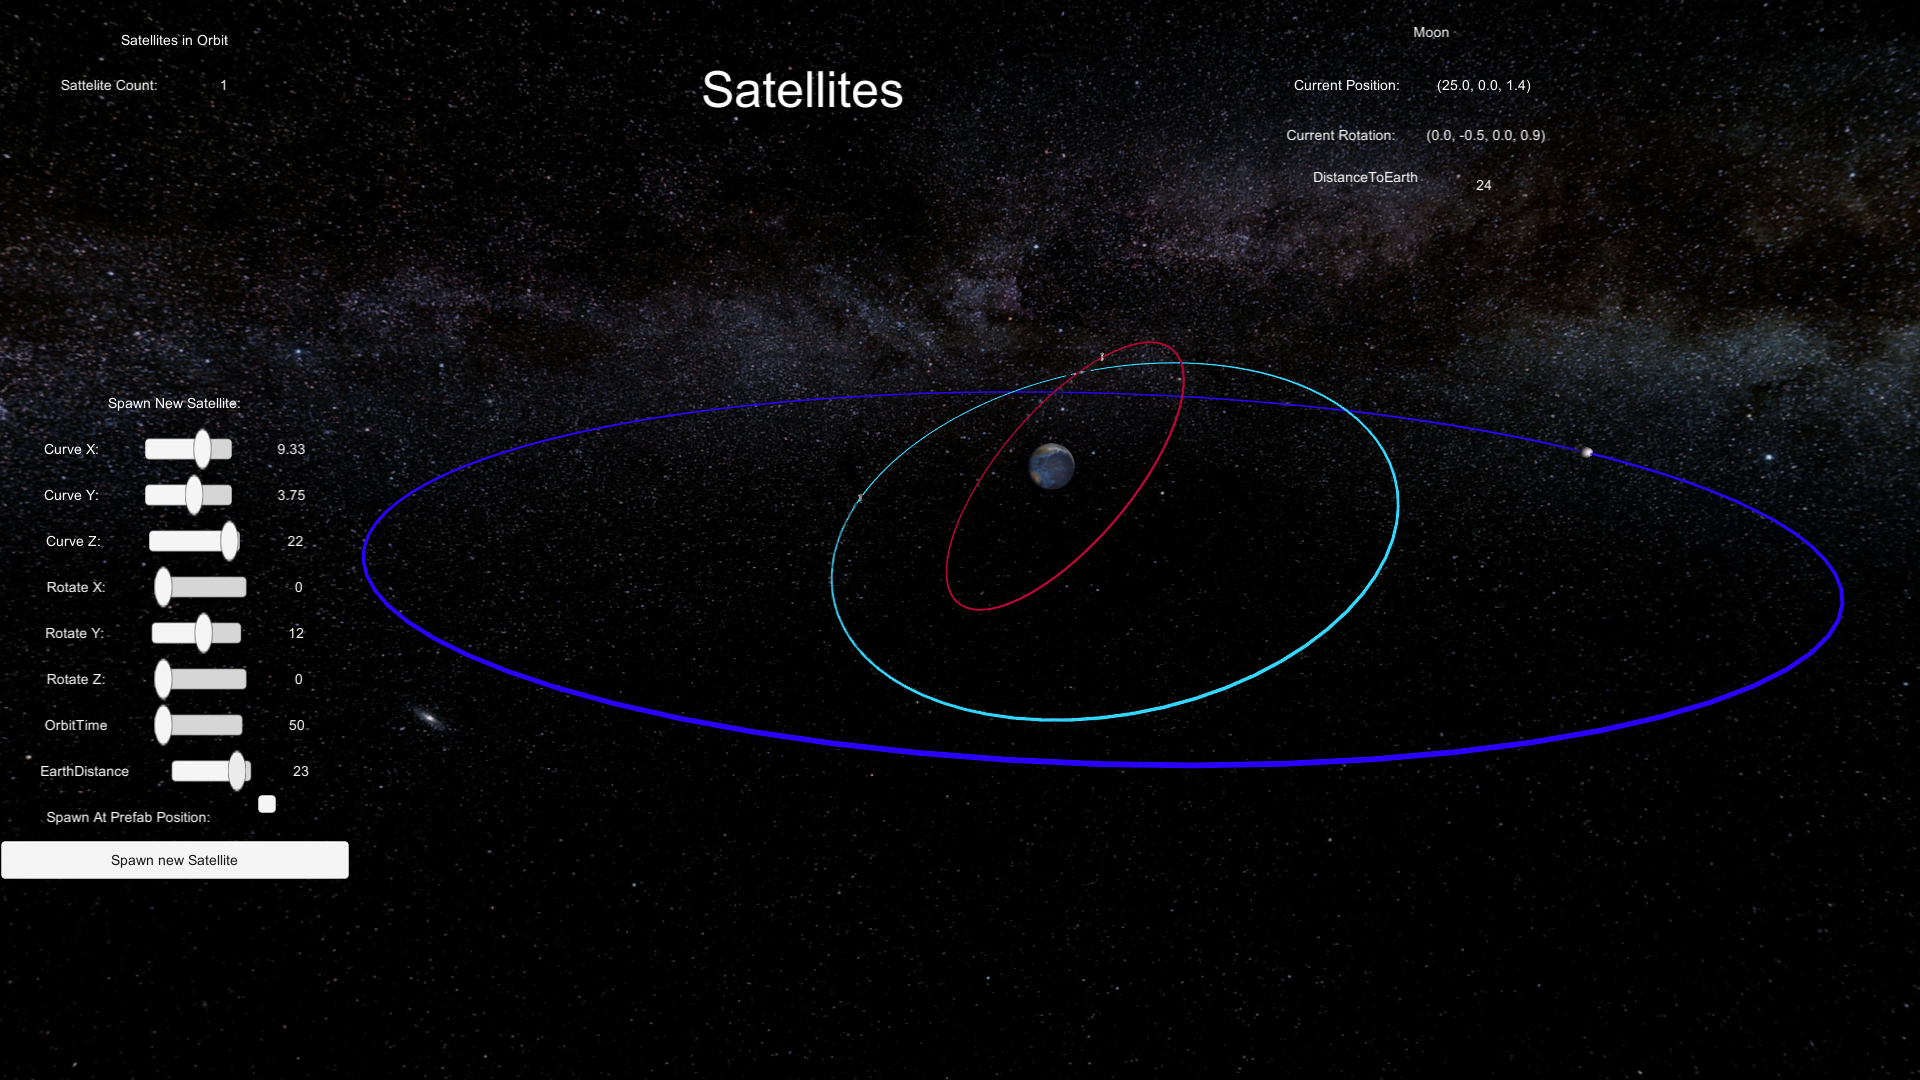 Satellites in Orbit
Sattelite Count: 1
Satellites
Moon
Current Position: (25.0, 0.0, 1.4)
Current Rotation: (0.0, -0.5, 0.0, 0.9)
DistanceToEarth 24
Spawn New Satellite:
Curve X: 9.33
Curve Y: 3.75
Curve Z: 22
Rotate X: 0
Rotate Y: 12
Rotate Z: 0
OrbitTime 50
EarthDistance 23
Spawn At Prefab Position:
Spawn new Satellite